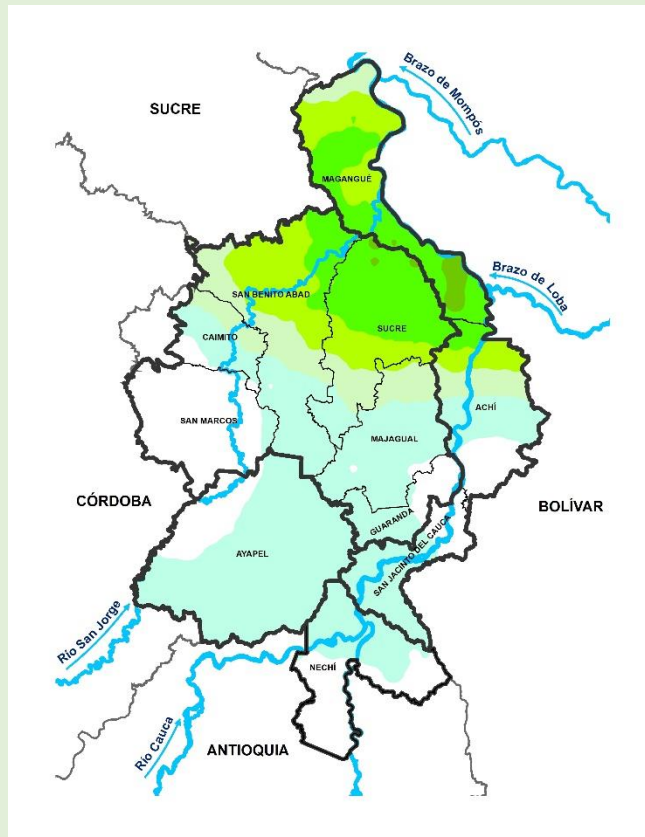 Brazo de Mompós
SUCRE
MAGANGUÉ
Brazo de Loba
SAN BENITO ABAD
SUCRE
CAIMITO
ACHÍ
SAN MARCOS
MAJAGUAL
CÓRDOBA
BOLÍVAR
GUARANDA
AYAPEL
SAN JACINTO DEL CAUCA
Río San Jorge
NECHÍ
Río Cauca
ANTIOQUIA